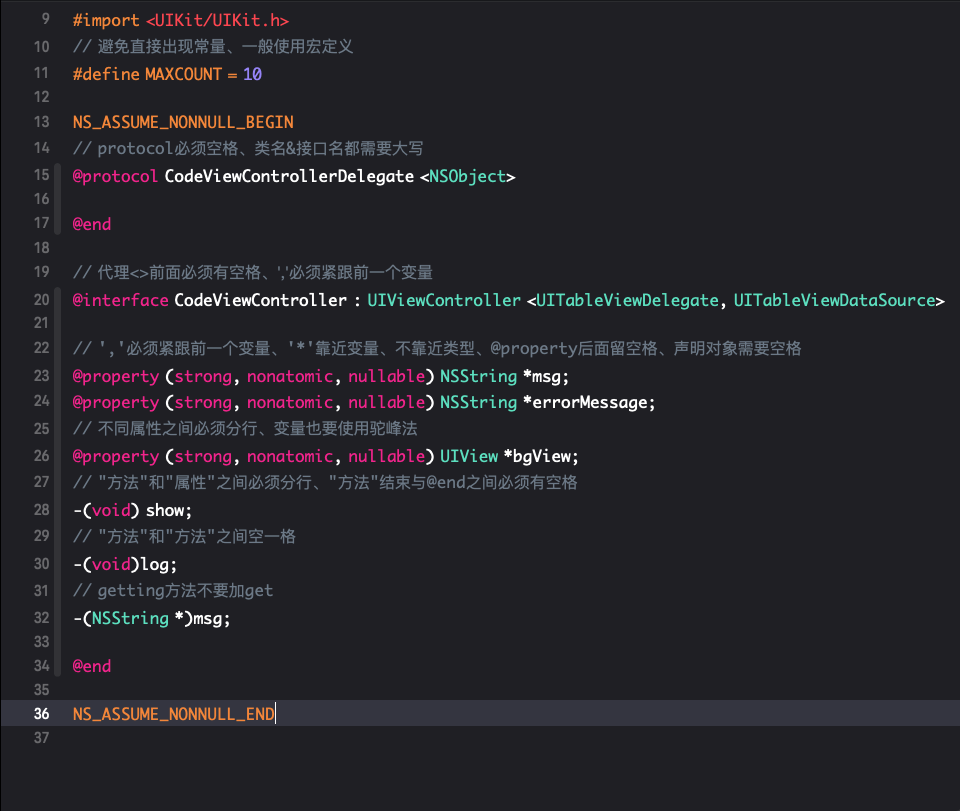 9 #import <UIKit/UIKit.h>
10 // 避免直接出现常量、一般使用宏定义
11 #define MAXCOUNT = 10
12
13 NS_ASSUME_NONNULL_BEGIN
14 // protocol必须空格、类名&接口名都需要大写
15 @protocol CodeViewControllerDelegate <NSObject>
16
17 @end
18
19 // 代理<>前面必须有空格、','必须紧跟前一个变量
20 @interface CodeViewController : UIViewController <UITableViewDelegate, UITableViewDataSource>
21
22 // ','必须紧跟前一个变量、'*'靠近变量、不靠近类型、@property后面留空格、声明对象需要空格
23 @property (strong, nonatomic, nullable) NSString *msg;
24 @property (strong, nonatomic, nullable) NSString *errorMessage;
25 // 不同属性之间必须分行、变量也要使用驼峰法
26 @property (strong, nonatomic, nullable) UIView *bgView;
27 // "方法"和"属性"之间必须分行、"方法"结束与@end之间必须有空格
28 -(void) show;
29 // "方法"和"方法"之间空一格
30 -(void)log;
31 // getting方法不要加get
32 -(NSString *)msg;
33
34 @end
35
36 NS_ASSUME_NONNULL_END
37